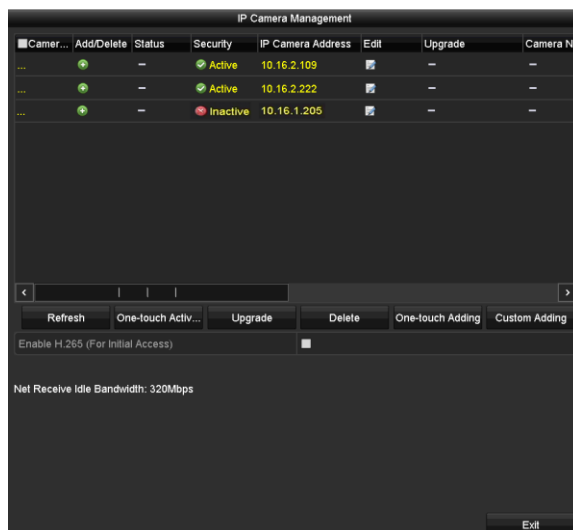 IP Camera Management
Camer... Add/Delete Status Security IP Camera Address Edit Upgrade Camera N
... – Active 10.16.2.109 – –
... – Active 10.16.2.222 – –
... – Inactive 10.16.1.205 – –
Refresh One-touch Activ... Upgrade Delete One-touch Adding Custom Adding
Enable H.265 (For Initial Access)
Net Receive Idle Bandwidth: 320Mbps
Exit